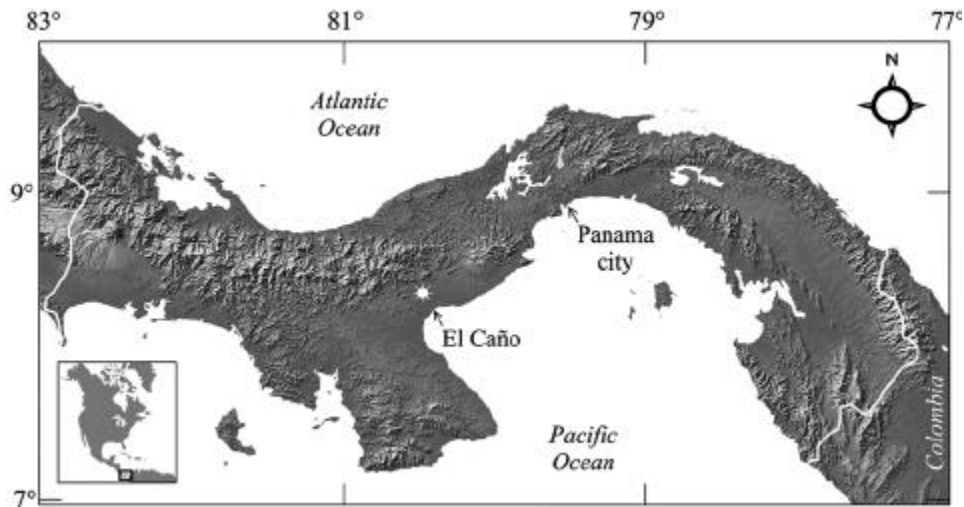 83°
81°
79°
77°
N
Atlantic
Ocean
9°
Panama
city
El Caño
Pacific
Ocean
Colombia
7°